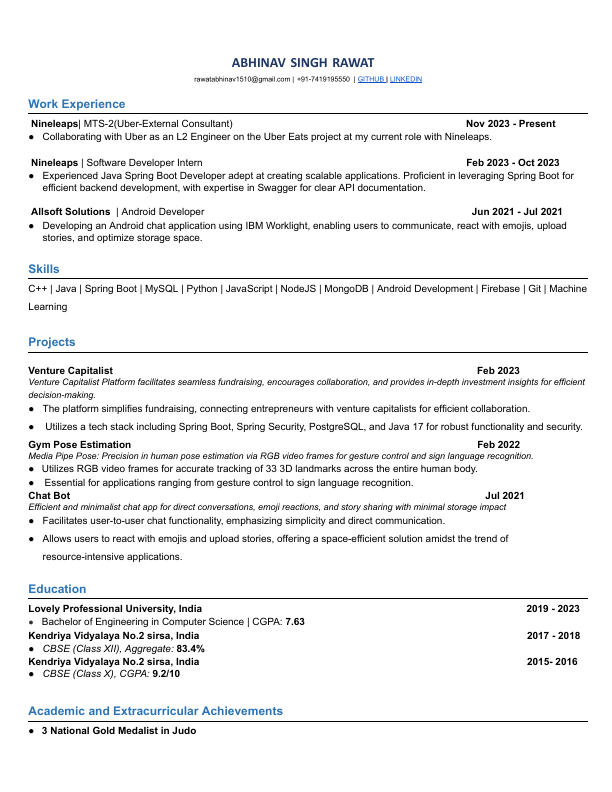 ABHINAV SINGH RAWAT
rawatabhinav1510@gmail.com | +91-7419195550 | GITHUB | LINKEDIN
Work Experience
Nineleaps| MTS-2(Uber-External Consultant) Nov 2023 - Present
● Collaborating with Uber as an L2 Engineer on the Uber Eats project at my current role with Nineleaps.
Nineleaps | Software Developer Intern Feb 2023 - Oct 2023
● Experienced Java Spring Boot Developer adept at creating scalable applications. Proficient in leveraging Spring Boot for
efficient backend development, with expertise in Swagger for clear API documentation.
Allsoft Solutions | Android Developer Jun 2021 - Jul 2021
● Developing an Android chat application using IBM Worklight, enabling users to communicate, react with emojis, upload
stories, and optimize storage space.
Skills
C++ | Java | Spring Boot | MySQL | Python | JavaScript | NodeJS | MongoDB | Android Development | Firebase | Git | Machine
Learning
Projects
Venture Capitalist Feb 2023
Venture Capitalist Platform facilitates seamless fundraising, encourages collaboration, and provides in-depth investment insights for efficient
decision-making.
● The platform simplifies fundraising, connecting entrepreneurs with venture capitalists for efficient collaboration.
● Utilizes a tech stack including Spring Boot, Spring Security, PostgreSQL, and Java 17 for robust functionality and security.
Gym Pose Estimation Feb 2022
Media Pipe Pose: Precision in human pose estimation via RGB video frames for gesture control and sign language recognition.
● Utilizes RGB video frames for accurate tracking of 33 3D landmarks across the entire human body.
● Essential for applications ranging from gesture control to sign language recognition.
Chat Bot Jul 2021
Efficient and minimalist chat app for direct conversations, emoji reactions, and story sharing with minimal storage impact
● Facilitates user-to-user chat functionality, emphasizing simplicity and direct communication.
● Allows users to react with emojis and upload stories, offering a space-efficient solution amidst the trend of
resource-intensive applications.
Education
Lovely Professional University, India 2019 - 2023
● Bachelor of Engineering in Computer Science | CGPA: 7.63
Kendriya Vidyalaya No.2 sirsa, India 2017 - 2018
● CBSE (Class XII), Aggregate: 83.4%
Kendriya Vidyalaya No.2 sirsa, India 2015- 2016
● CBSE (Class X), CGPA: 9.2/10
Academic and Extracurricular Achievements
● 3 National Gold Medalist in Judo